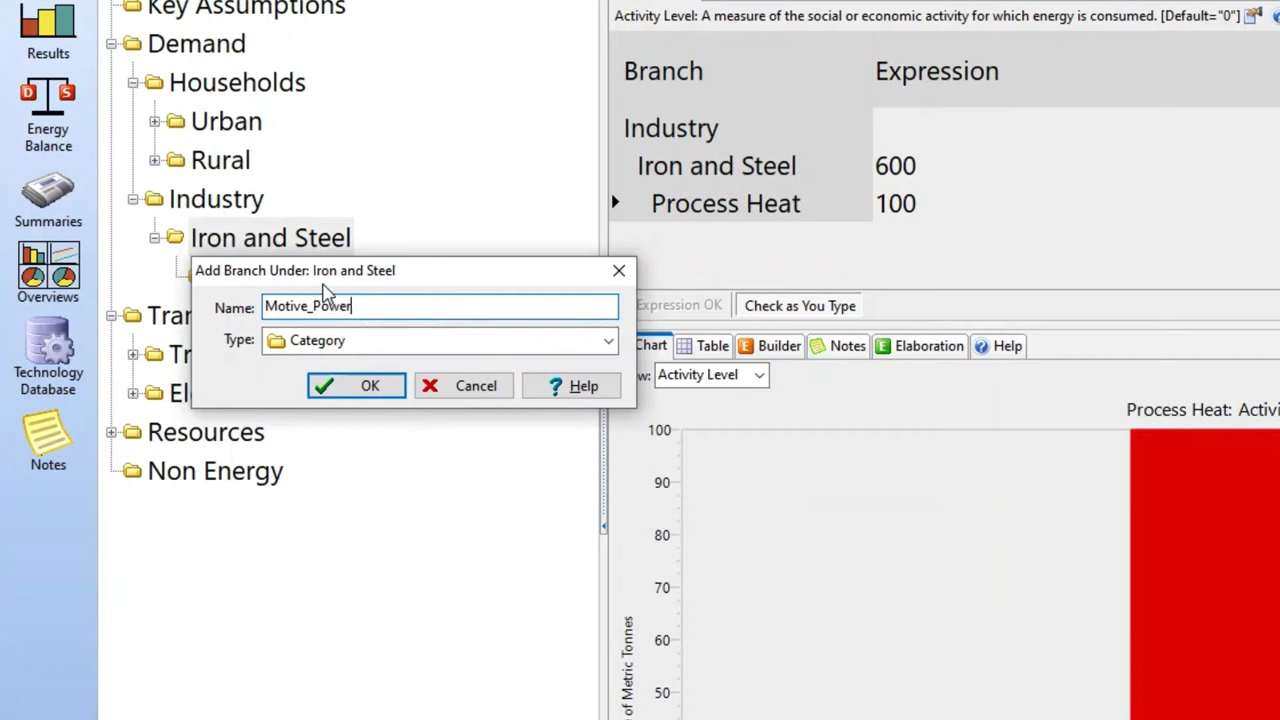 Results
Energy
Balance
Summaries
Overviews
Technology
Database
Notes
Key Assumptions
Demand
Households
Urban
Rural
Industry
Iron and Steel
Resources
Non Energy
Add Branch Under: Iron and Steel
Name: Motive_Power
Type: Category
OK Cancel Help
Activity Level: A measure of the social or economic activity for which energy is consumed. [Default="0"]
Branch Expression
Industry
Iron and Steel 600
Process Heat 100
Expression OK Check as You Type
Chart Table Builder Notes Elaboration Help
Activity Level
Process Heat: Activi
100
90
80
70
60
50
of Metric Tonnes